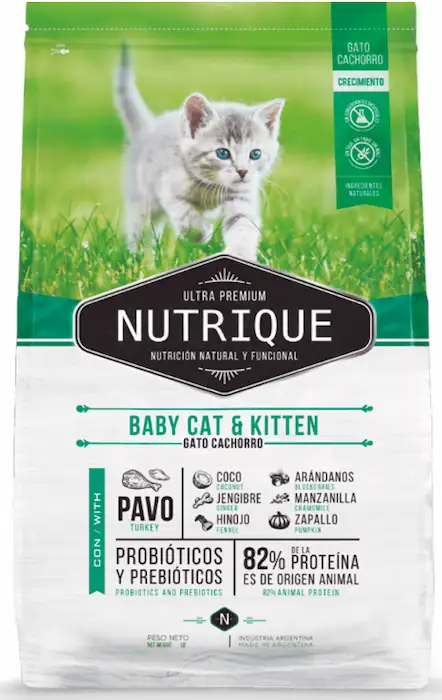 GATO
CACHORRO
CRECIMIENTO
INGREDIENTES
NATURALES
ULTRA PREMIUM
NUTRIQUE
NUTRICIÓN NATURAL Y FUNCIONAL
BABY CAT & KITTEN
GATO CACHORRO
CON / WITH
PAVO
TURKEY
COCO
COCONUT
JENGIBRE
GINGER
HINOJO
FENNEL
ARÁNDANOS
BLUEBERRIES
MANZANILLA
CHAMOMILE
ZAPALLO
PUMPKIN
PROBIÓTICOS
Y PREBIÓTICOS
PROBIOTICS AND PREBIOTICS
82% DE LA PROTEÍNA
ES DE ORIGEN ANIMAL
82% ANIMAL PROTEIN
N
PESO NETO
NET WEIGHT
INDUSTRIA ARGENTINA
MADE IN ARGENTINA